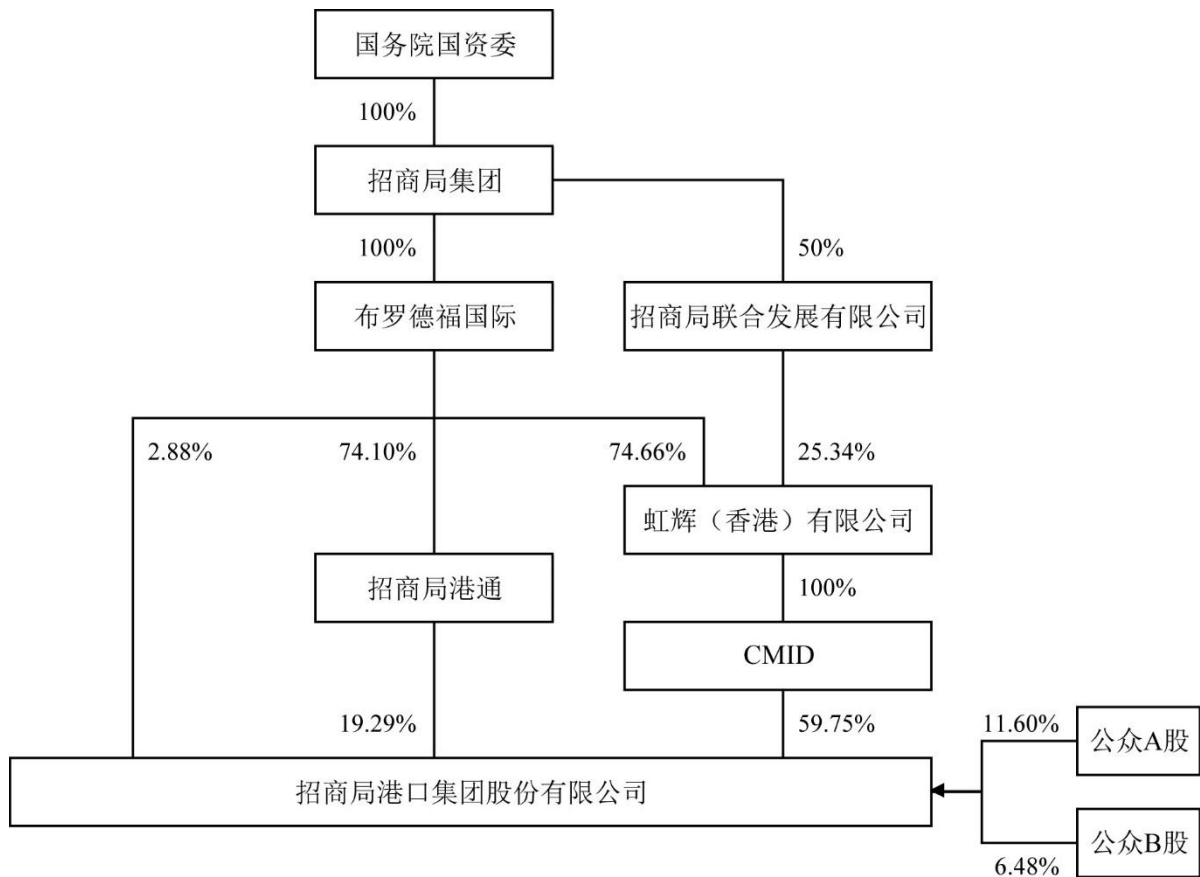 国务院国资委
100%
招商局集团
100%
50%
布罗德福国际
招商局联合发展有限公司
2.88%
74.10%
74.66%
25.34%
虹辉（香港）有限公司
招商局港通
100%
CMID
19.29%
59.75%
11.60%
公众A股
招商局港口集团股份有限公司
公众B股
6.48%